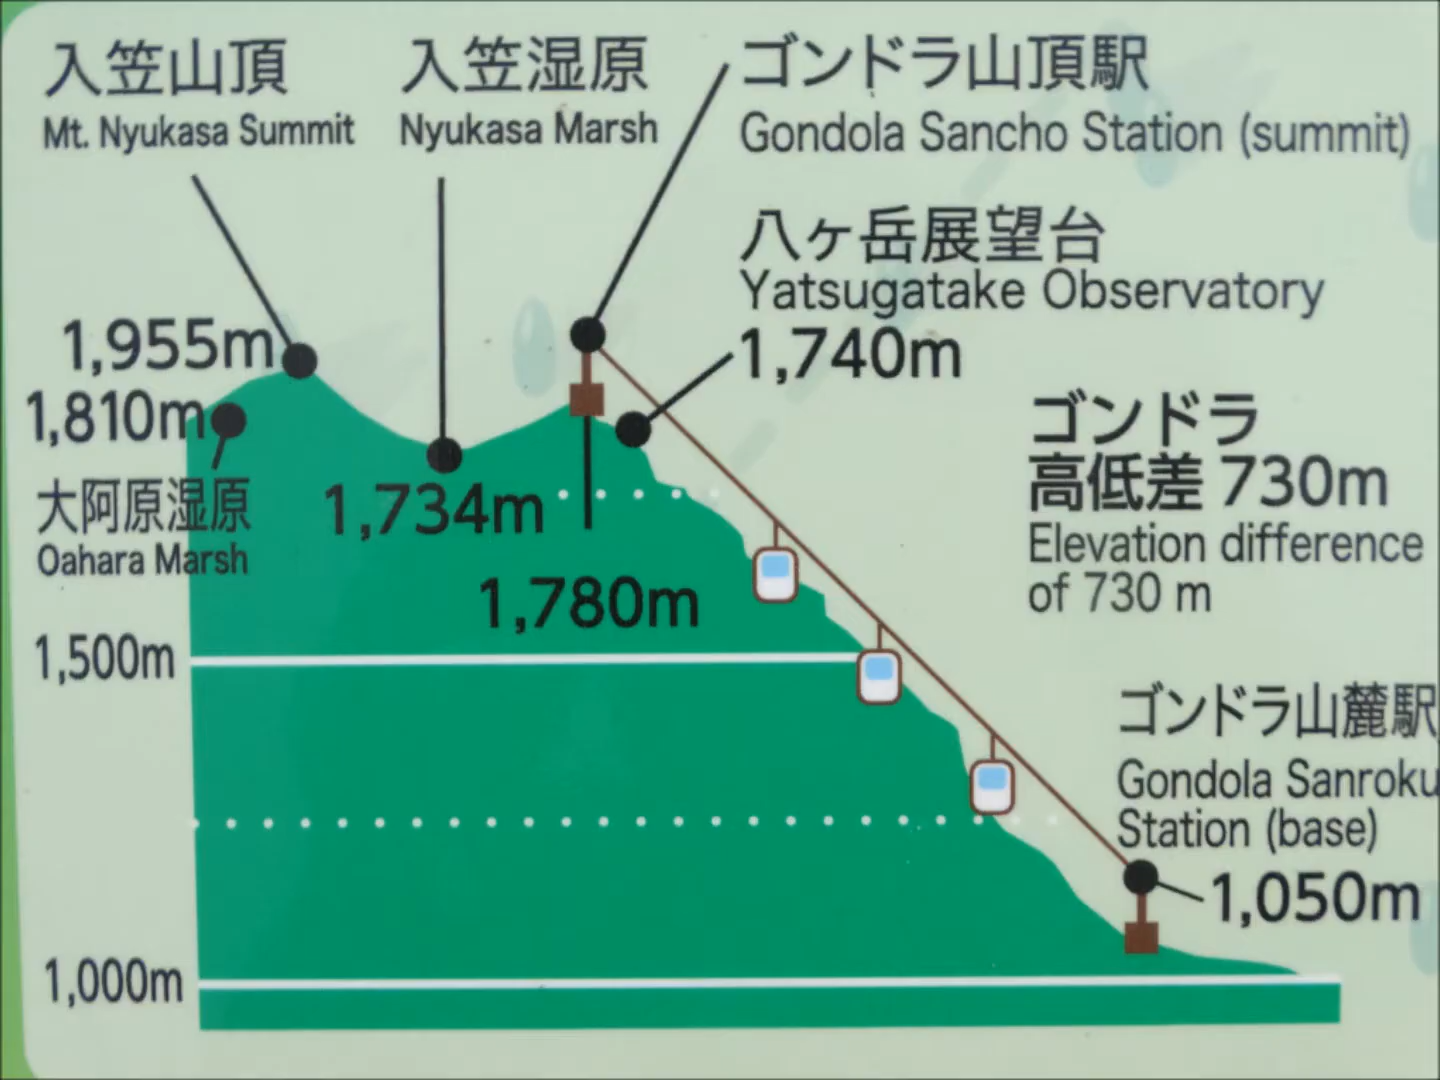 入笠山頂
Mt. Nyukasa Summit
入笠湿原
Nyukasa Marsh
ゴンドラ山頂駅
Gondola Sancho Station (summit)
八ヶ岳展望台
Yatsugatake Observatory
1,740m
1,955m
1,810m
大阿原湿原
Oahara Marsh
1,734m
1,780m
ゴンドラ
高低差 730m
Elevation difference
of 730 m
1,500m
ゴンドラ山麓駅
Gondola Sanroku
Station (base)
1,050m
1,000m